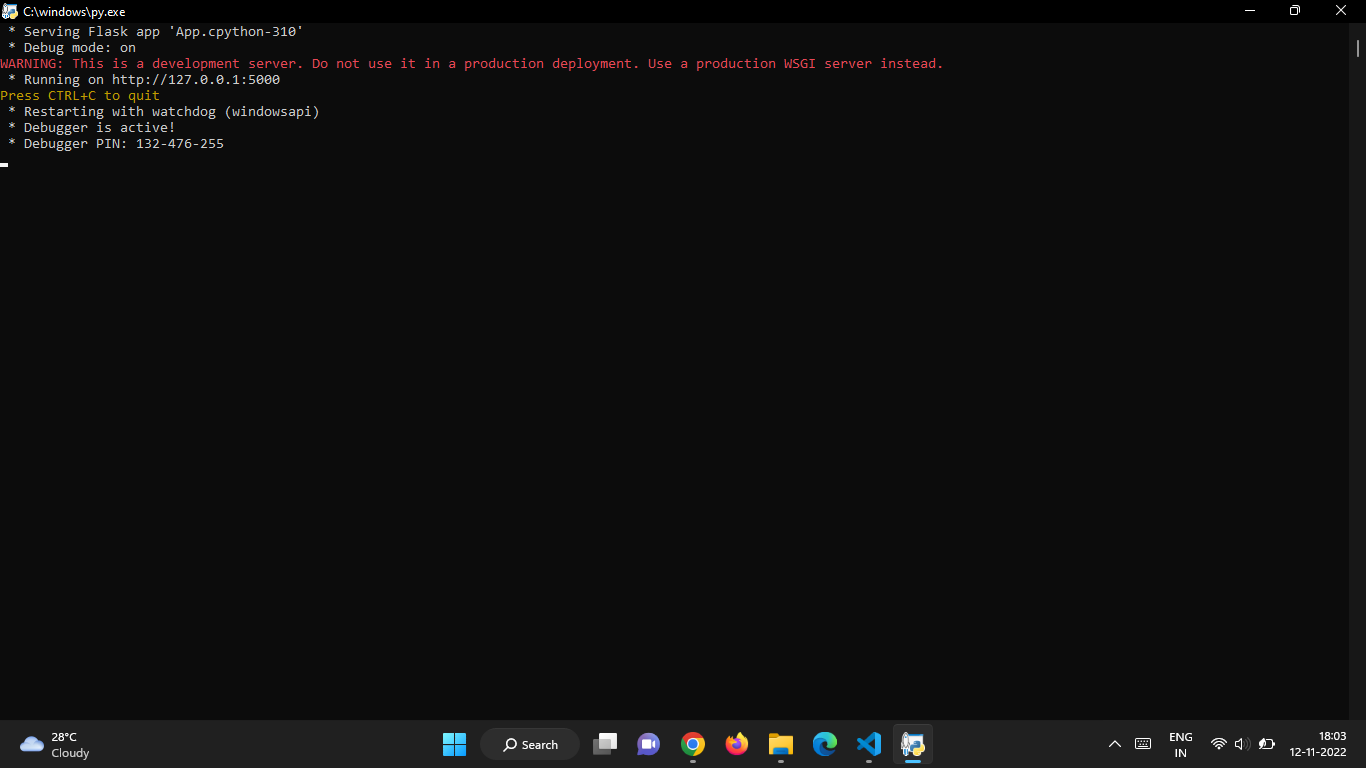 C:\windows\py.exe
* Serving Flask app 'App.cpython-310'
* Debug mode: on
WARNING: This is a development server. Do not use it in a production deployment. Use a production WSGI server instead.
* Running on http://127.0.0.1:5000
Press CTRL+C to quit
* Restarting with watchdog (windowsapi)
* Debugger is active!
* Debugger PIN: 132-476-255
28°C
Cloudy
Search
ENG
IN
18:03
12-11-2022